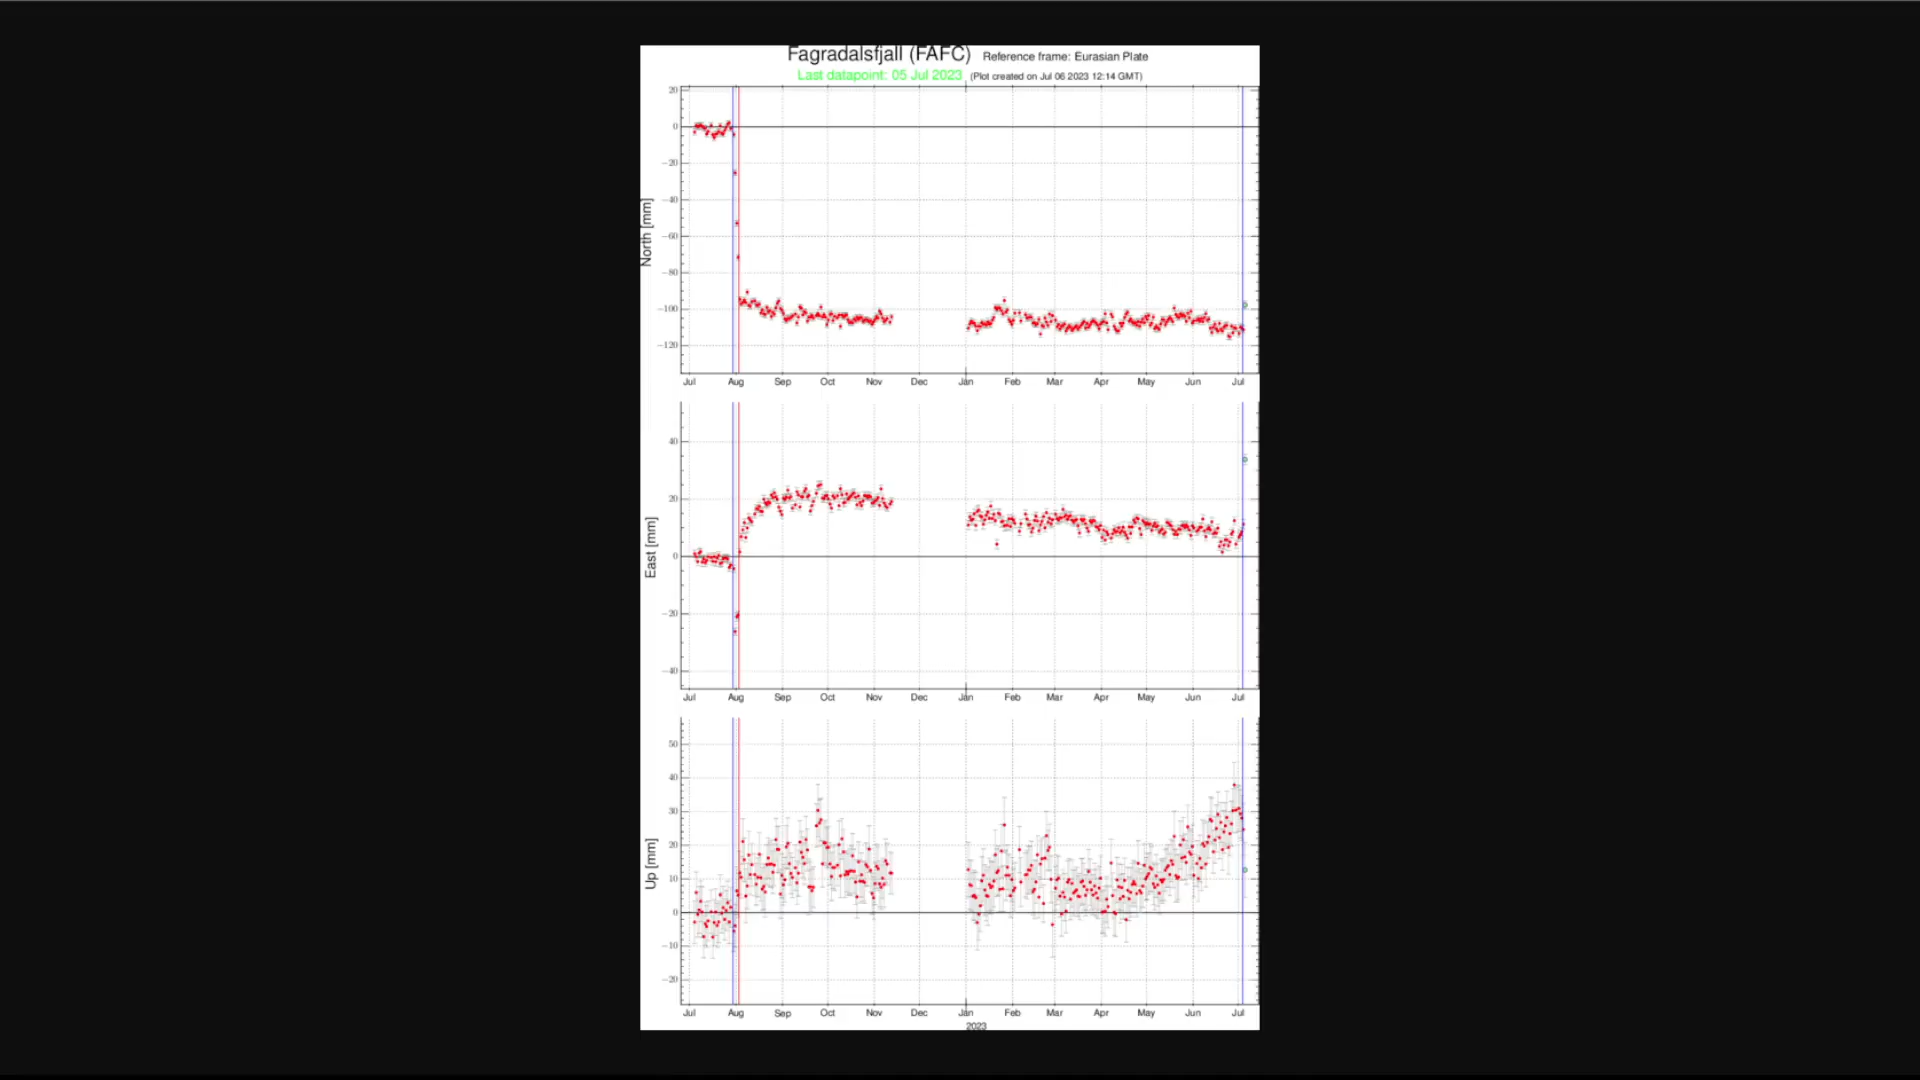 Fagradalsfjall (FAFC) Reference frame: Eurasian Plate
Last datapoint: 05 Jul 2023 (Plot created on Jul 06 2023 12:14 GMT)
North [mm]
20
0
−20
−40
−60
−80
−100
−120
Jul Aug Sep Oct Nov Dec Jan Feb Mar Apr May Jun Jul
East [mm]
40
20
0
−20
−40
Jul Aug Sep Oct Nov Dec Jan Feb Mar Apr May Jun Jul
Up [mm]
50
40
30
20
10
0
−10
−20
Jul Aug Sep Oct Nov Dec Jan Feb Mar Apr May Jun Jul
2023